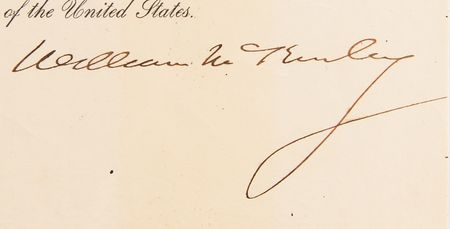 of the United States.
William McKinley